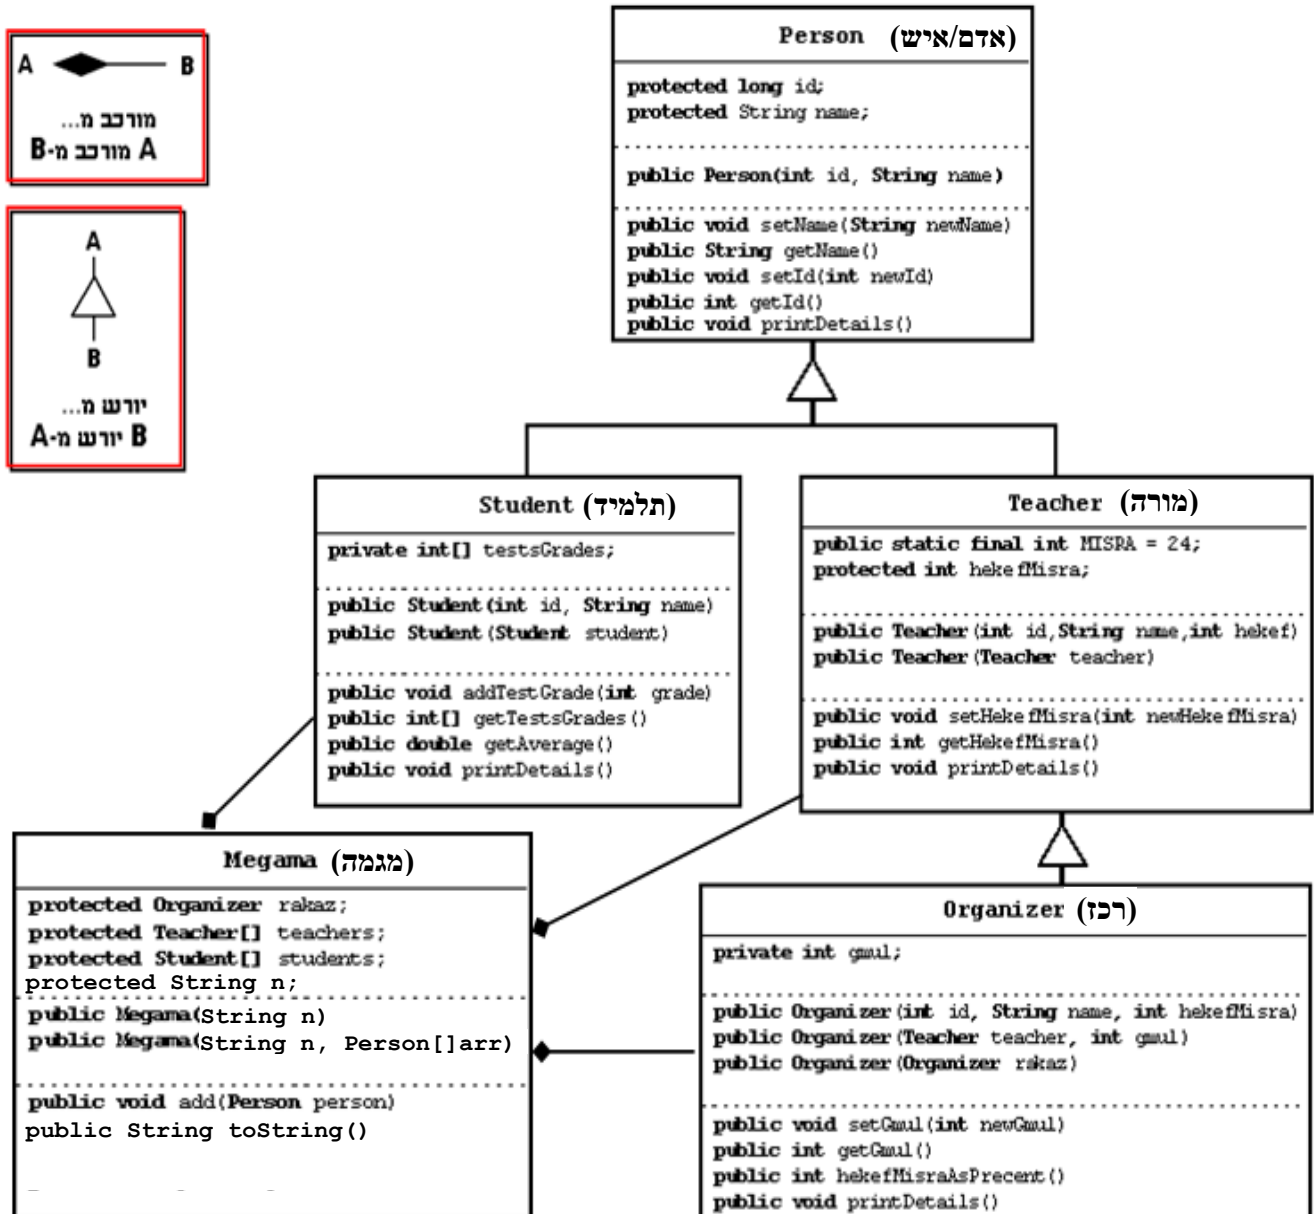 A B
מורכב מ...
A מורכב מ-B
A
B
יורש מ...
B יורש מ-A
Person (אדם/איש)
protected long id;
protected String name;
public Person(int id, String name)
public void setName(String newName)
public String getName()
public void setId(int newId)
public int getId()
public void printDetails()
Student (תלמיד)
private int[] testsGrades;
public Student(int id, String name)
public Student(Student student)
public void addTestGrade(int grade)
public int[] getTestsGrades()
public double getAverage()
public void printDetails()
Teacher (מורה)
public static final int MISRA = 24;
protected int hekefMisra;
public Teacher(int id,String name,int hekef)
public Teacher(Teacher teacher)
public void setHekefMisra(int newHekefMisra)
public int getHekefMisra()
public void printDetails()
Megama (מגמה)
protected Organizer rakaz;
protected Teacher[] teachers;
protected Student[] students;
protected String n;
public Megama(String n)
public Megama(String n, Person[]arr)
public void add(Person person)
public String toString()
Organizer (רכז)
private int gmul;
public Organizer(int id, String name, int hekefMisra)
public Organizer(Teacher teacher, int gmul)
public Organizer(Organizer rakaz)
public void setGmul(int newGmul)
public int getGmul()
public int hekefMisraAsPrecent()
public void printDetails()